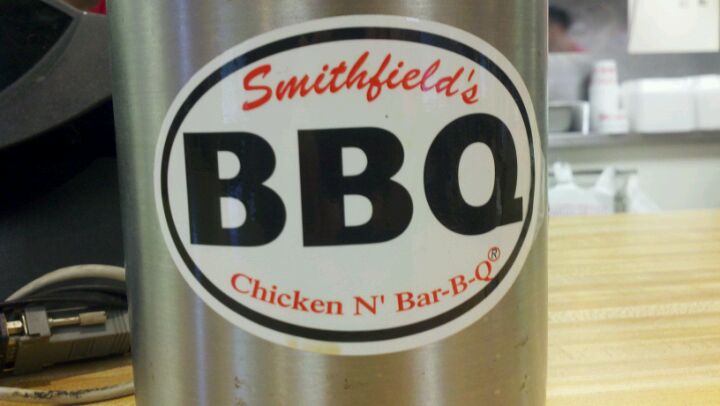 Smithfield's
BBQ
Chicken N' Bar-B-Q®